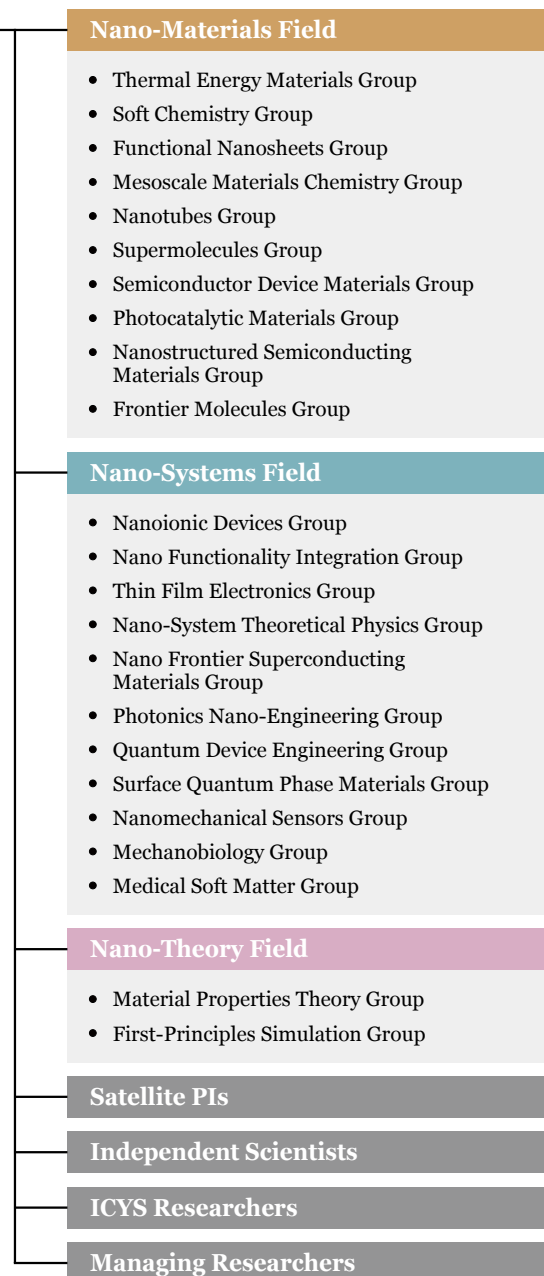 Nano-Materials Field
• Thermal Energy Materials Group
• Soft Chemistry Group
• Functional Nanosheets Group
• Mesoscale Materials Chemistry Group
• Nanotubes Group
• Supermolecules Group
• Semiconductor Device Materials Group
• Photocatalytic Materials Group
• Nanostructured Semiconducting
Materials Group
• Frontier Molecules Group
Nano-Systems Field
• Nanoionic Devices Group
• Nano Functionality Integration Group
• Thin Film Electronics Group
• Nano-System Theoretical Physics Group
• Nano Frontier Superconducting
Materials Group
• Photonics Nano-Engineering Group
• Quantum Device Engineering Group
• Surface Quantum Phase Materials Group
• Nanomechanical Sensors Group
• Mechanobiology Group
• Medical Soft Matter Group
Nano-Theory Field
• Material Properties Theory Group
• First-Principles Simulation Group
Satellite PIs
Independent Scientists
ICYS Researchers
Managing Researchers